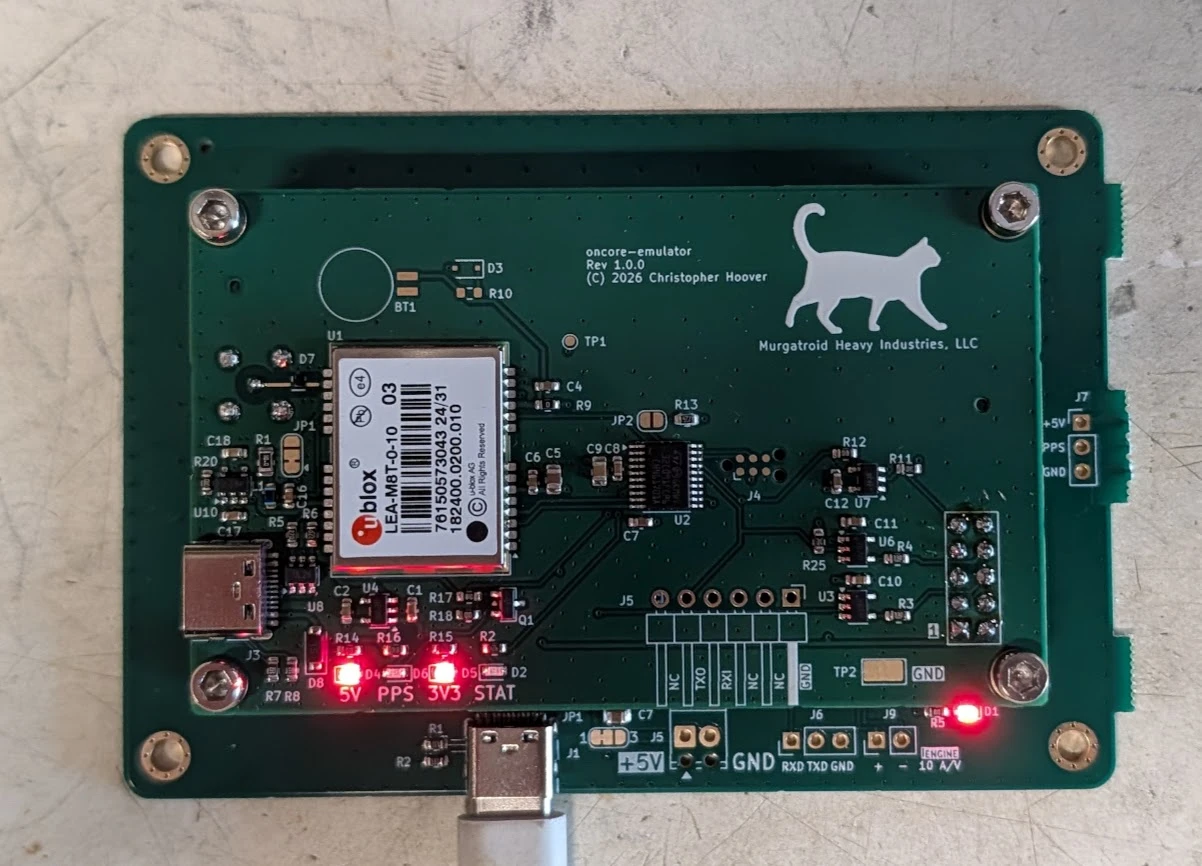 oncore-emulator
Rev 1.0.0
(C) 2026 Christopher Hoover
Murgatroid Heavy Industries, LLC
D3
R10
BT1
U1
TP1
D7
C4
R9
JP2
R13
J7
+5V
PPS
GND
e4
Pb
ublox®
LEA-M8T-0-10 03
76150573043 24/31
182400.0200.010
© u-blox AG
All Rights Reserved
C18
R1
JP1
R20
U10
C16
R5
R6
C17
C6
C5
C9
C8
J4
U2
C7
R12
R11
C12
U7
C11
U6
R4
R25
C10
U3
R3
1
J5
NC
TXO
RXI
NC
NC
GND
TP2
GND
U8
J3
C2
U4
C1
R17
R18
Q1
R14
R16
R15
R2
D4
D6
D5
D2
D8
R7
R8
5V
PPS
3V3
STAT
R1
R2
J1
JP1
C7
1
3
J5
+5V
GND
J6
RXD
TXD
GND
J9
+
-
ENGINE
10 A/V
R5
D1